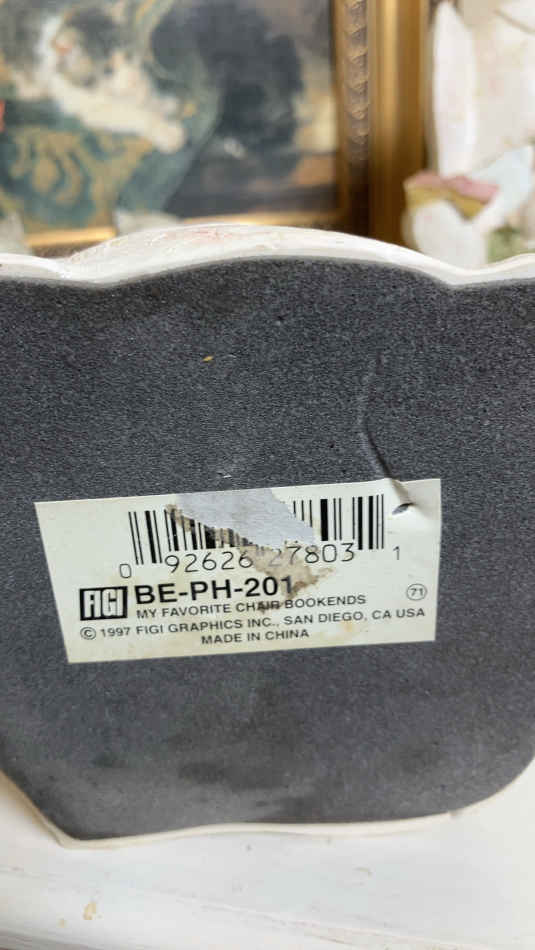 0 92626 27803 1
FIGI BE-PH-201
MY FAVORITE CHAIR BOOKENDS 71
© 1997 FIGI GRAPHICS INC., SAN DIEGO, CA USA
MADE IN CHINA